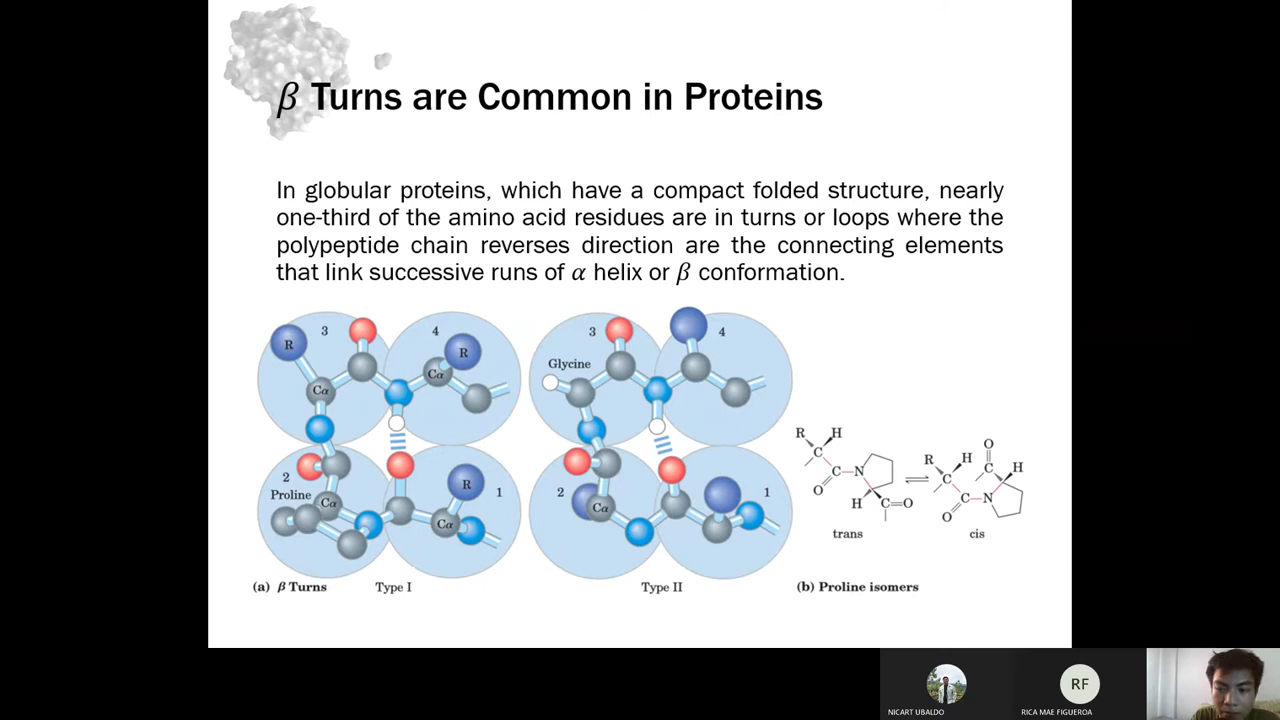 β Turns are Common in Proteins
In globular proteins, which have a compact folded structure, nearly
one-third of the amino acid residues are in turns or loops where the
polypeptide chain reverses direction are the connecting elements
that link successive runs of α helix or β conformation.
R
3
4
R
Cα
Cα
2
Proline
Cα
R
1
Cα
3
4
Glycine
2
Cα
1
R H
C
C N
O
H C=O
trans
O
R H C H
C
C N
O
cis
(a) β Turns Type I Type II (b) Proline isomers
NICART UBALDO
RF
RICA MAE FIGUEROA